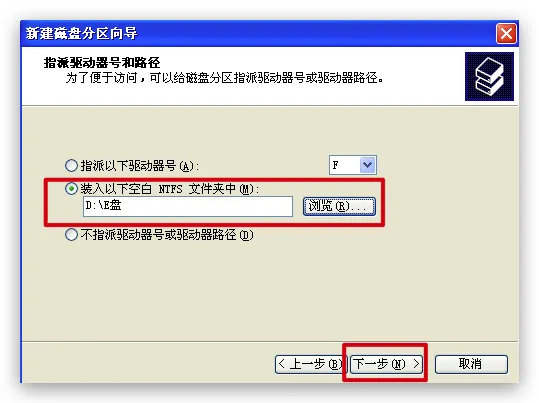 新建磁盘分区向导
指派驱动器号和路径
为了便于访问，可以给磁盘分区指派驱动器号或驱动器路径。
指派以下驱动器号(A):
F
装入以下空白 NTFS 文件夹中(M):
D:\E盘
浏览(R)...
不指派驱动器号或驱动器路径(D)
< 上一步(B)
下一步(N) >
取消